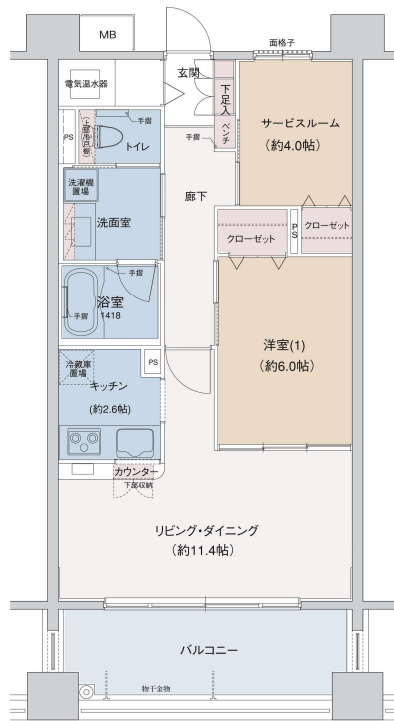 MB
面格子
電気温水器
玄関
下足入
ベンチ
サービスルーム
(約4.0帖)
手摺
PS
上部吊戸棚
トイレ
手摺
洗濯機
置場
洗面室
廊下
クローゼット
PS
クローゼット
手摺
浴室
1418
手摺
洋室(1)
(約6.0帖)
冷蔵庫
置場
PS
キッチン
(約2.6帖)
カウンター
下部収納
リビング・ダイニング
(約11.4帖)
バルコニー
物干金物